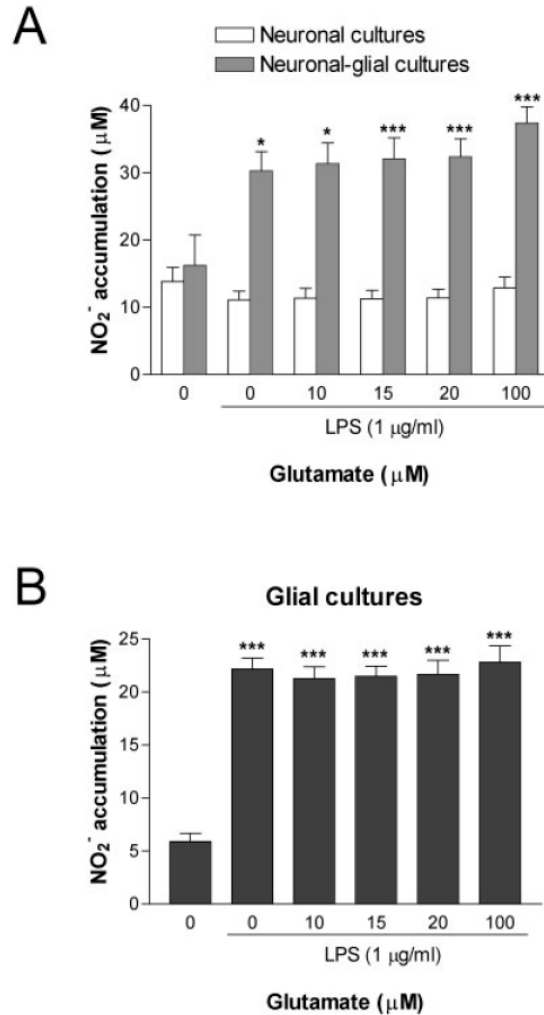 A
Neuronal cultures
Neuronal-glial cultures
NO₂⁻ accumulation (μM)
40
30
20
10
0
* * *** *** ***
0 0 10 15 20 100
LPS (1 μg/ml)
Glutamate (μM)
B
Glial cultures
NO₂⁻ accumulation (μM)
25
20
15
10
5
0
*** *** *** *** ***
0 0 10 15 20 100
LPS (1 μg/ml)
Glutamate (μM)